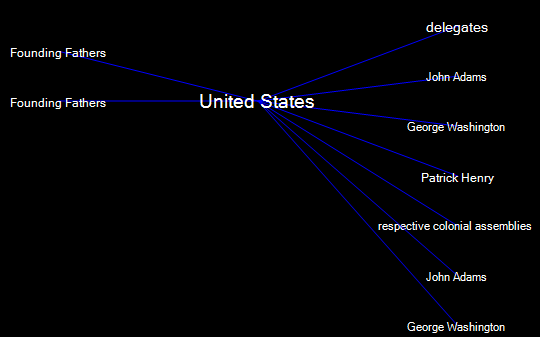 delegates
Founding Fathers
John Adams
Founding Fathers
United States
George Washington
Patrick Henry
respective colonial assemblies
John Adams
George Washington